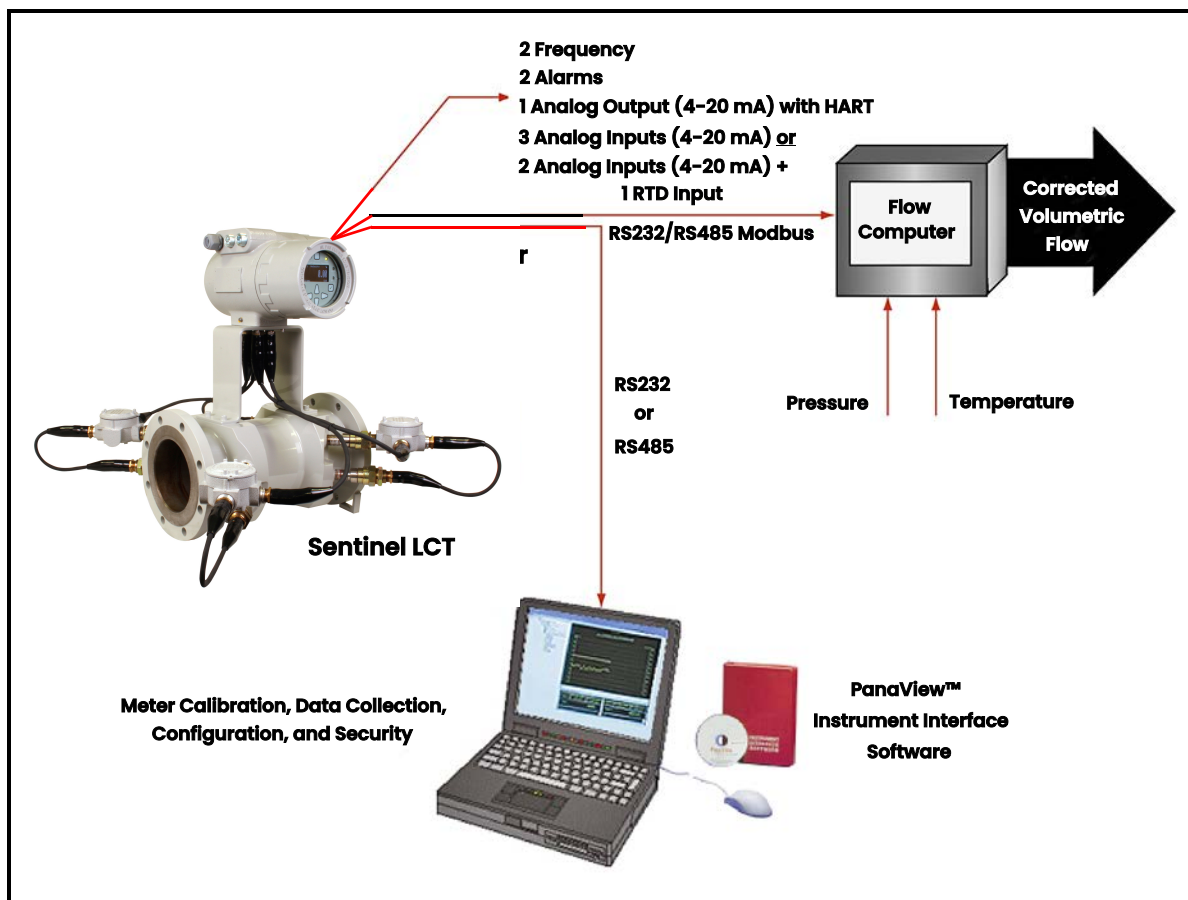 2 Frequency
2 Alarms
1 Analog Output (4-20 mA) with HART
3 Analog Inputs (4-20 mA) or
2 Analog Inputs (4-20 mA) +
1 RTD Input
RS232/RS485 Modbus
r
Flow
Computer
Corrected
Volumetric
Flow
Pressure
Temperature
RS232
or
RS485
Sentinel LCT
Meter Calibration, Data Collection,
Configuration, and Security
PanaView™
Instrument Interface
Software